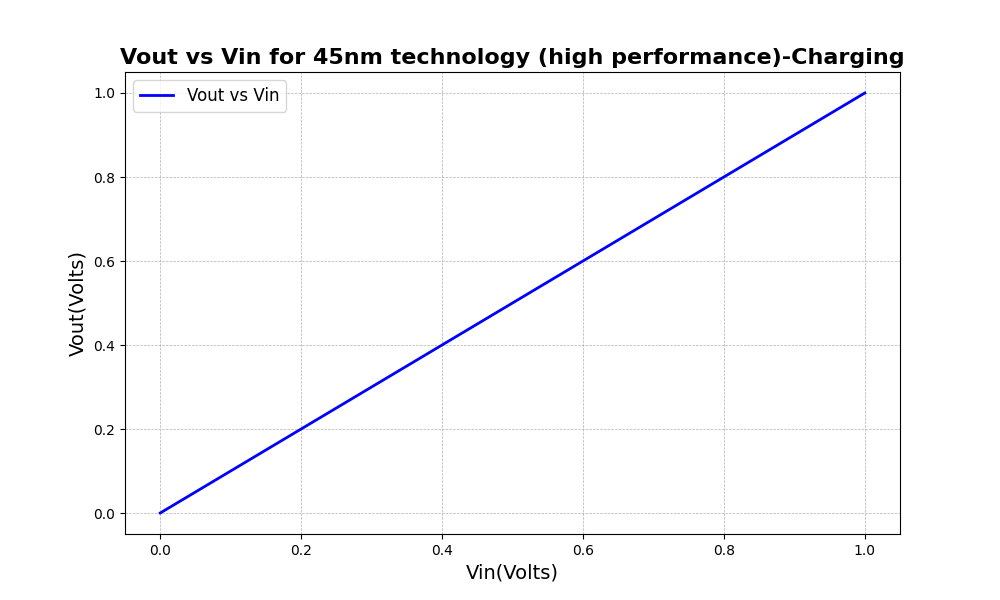 Vout vs Vin for 45nm technology (high performance)-Charging
Vout vs Vin
1.0
0.8
0.6
0.4
0.2
0.0
Vout(Volts)
0.0 0.2 0.4 0.6 0.8 1.0
Vin(Volts)